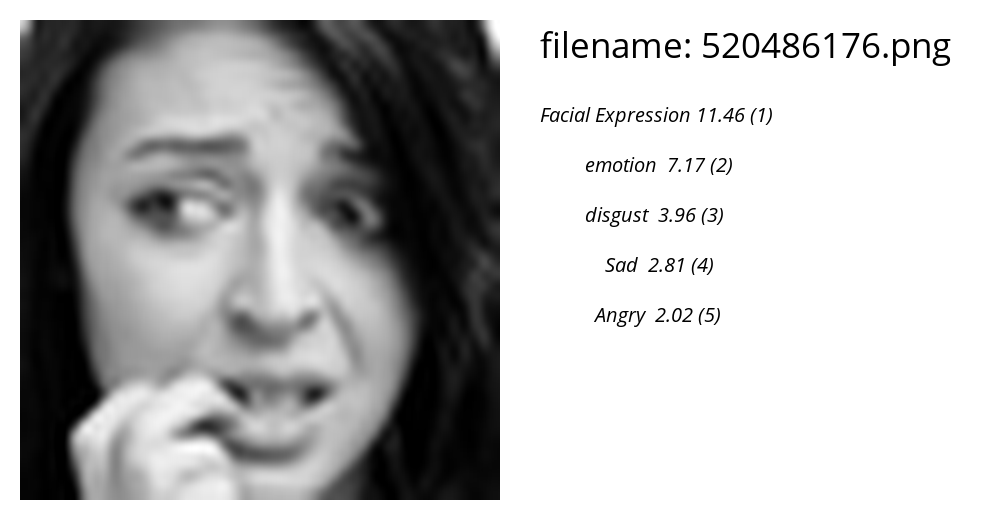 filename: 520486176.png
Facial Expression 11.46 (1)
emotion 7.17 (2)
disgust 3.96 (3)
Sad 2.81 (4)
Angry 2.02 (5)